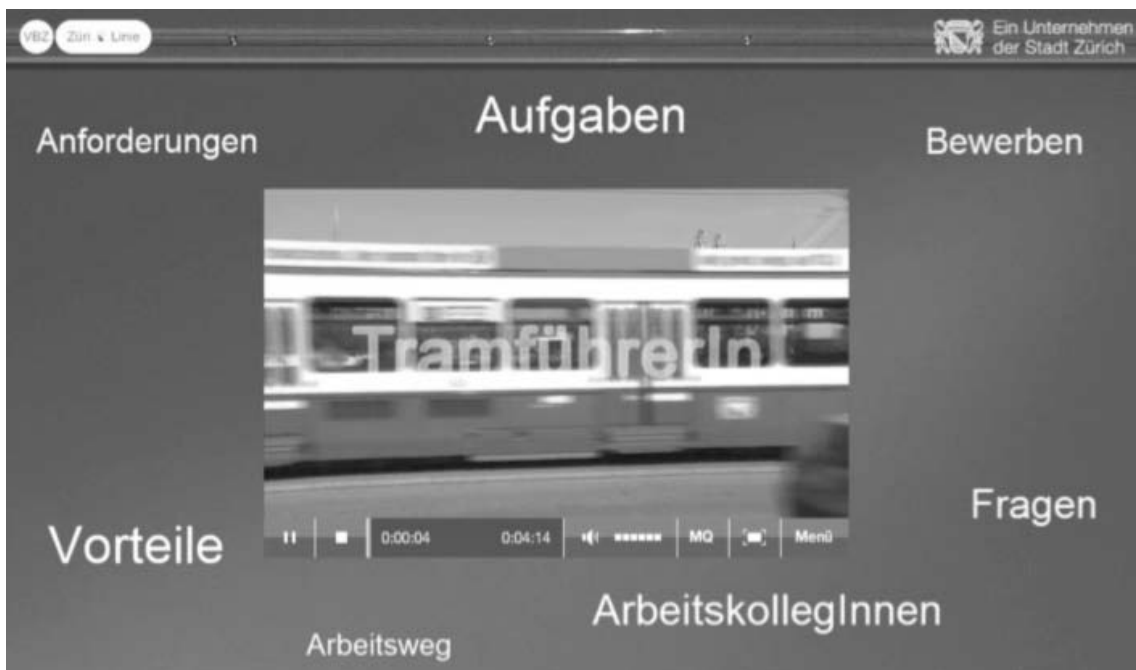 VBZ Züri Linie
Ein Unternehmen
der Stadt Zürich
Aufgaben
Anforderungen
Bewerben
TramführerIn
Fragen
Vorteile
0:00:04 0:04:14 MQ Menü
ArbeitskollegInnen
Arbeitsweg